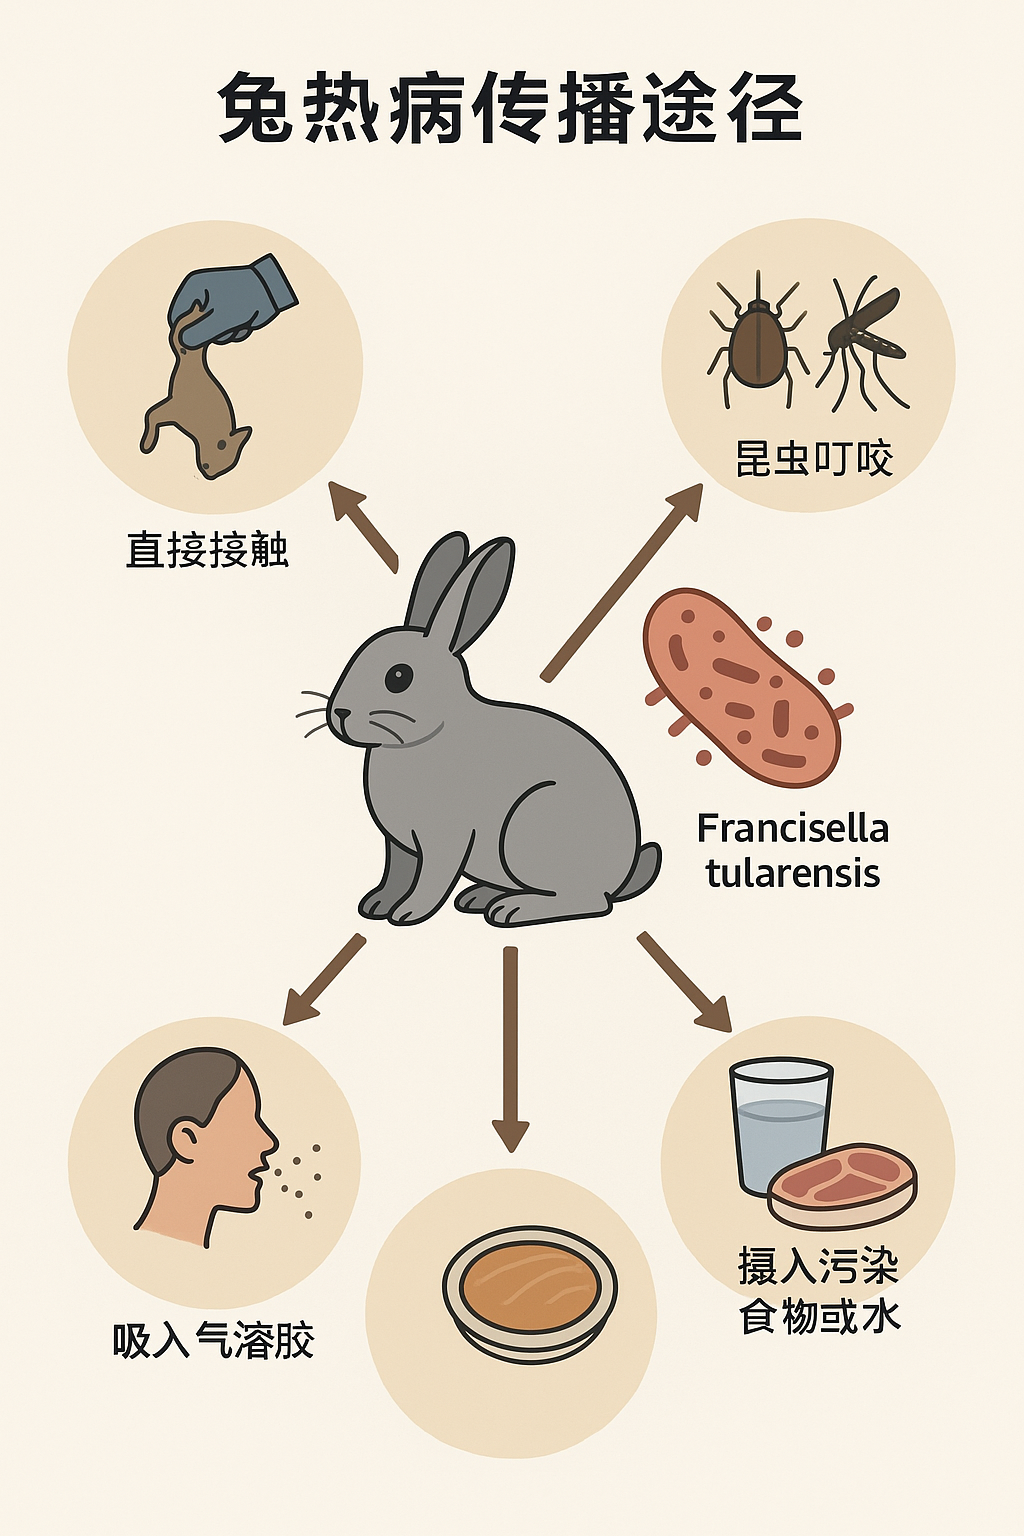 兔热病传播途径
昆虫叮咬
直接接触
Francisella
tularensis
摄入污染
食物或水
吸入气溶胶